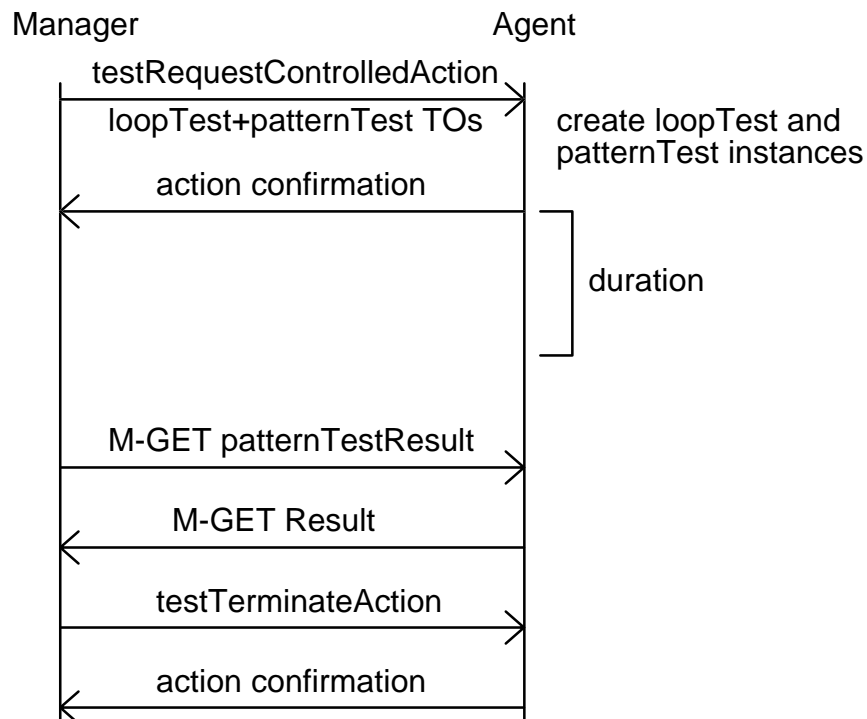 Manager
Agent
testRequestControlledAction
loopTest+patternTest TOs
create loopTest and
patternTest instances
action confirmation
duration
M-GET patternTestResult
M-GET Result
testTerminateAction
action confirmation